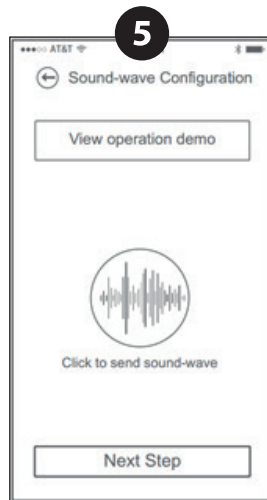 5
●●●○○ AT&T
Sound-wave Configuration
View operation demo
Click to send sound-wave
Next Step